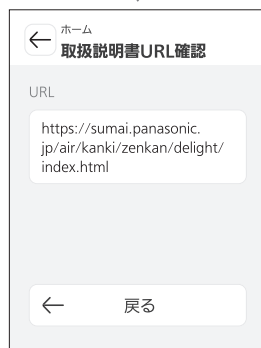 ホーム
取扱説明書URL確認
URL
https://sumai.panasonic.
jp/air/kanki/zenkan/delight/
index.html
戻る